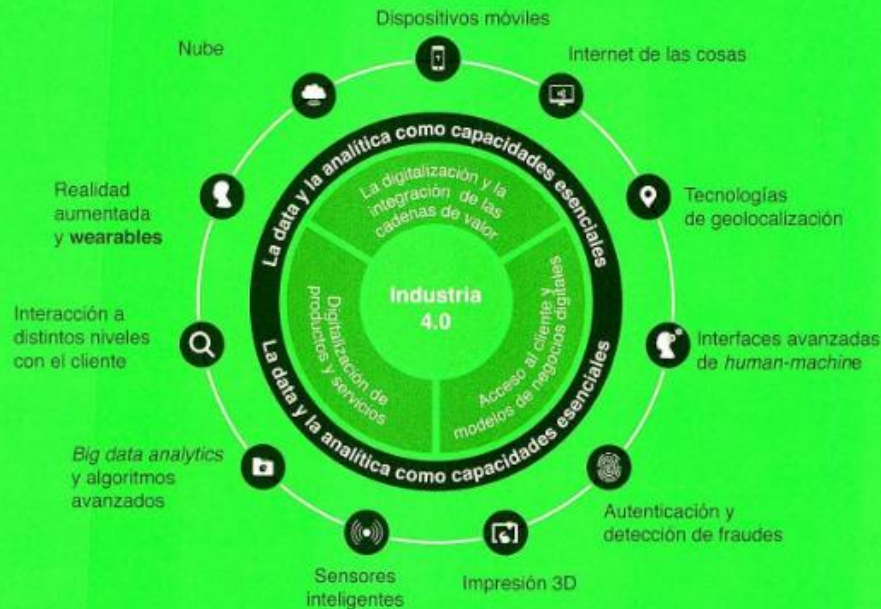 Dispositivos móviles
Nube
Internet de las cosas
Realidad
aumentada
y wearables
Tecnologías
de geolocalización
Interacción a
distintos niveles
con el cliente
Interfaces avanzadas
de human-machine
Big data analytics
y algoritmos
avanzados
Autenticación y
detección de fraudes
Sensores
inteligentes
Impresión 3D
La data y la analítica como capacidades esenciales
La digitalización y la
integración de las
cadenas de valor
Industria
4.0
Digitalización de
productos y servicios
Acceso al cliente y
modelos de negocios digitales
La data y la analítica como capacidades esenciales